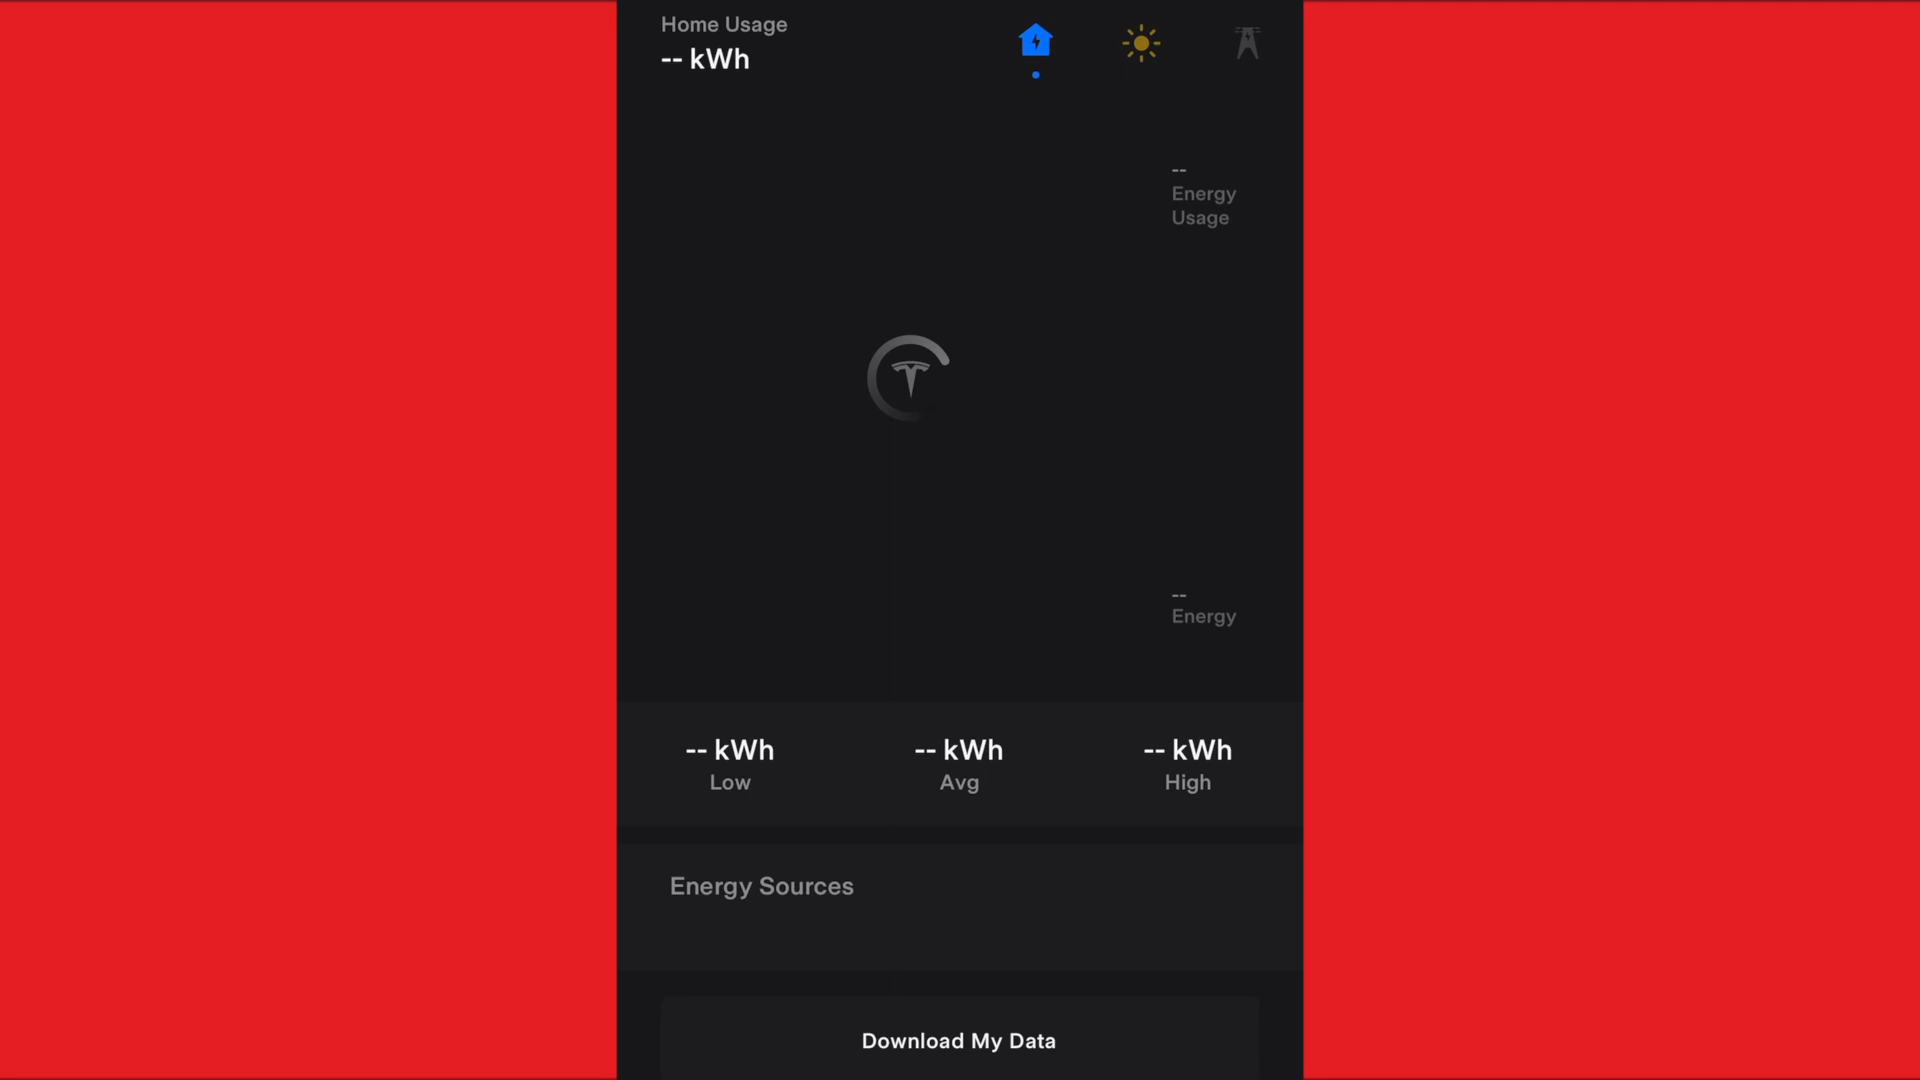 Home Usage
-- kWh
--
Energy
Usage
--
Energy
-- kWh
Low
-- kWh
Avg
-- kWh
High
Energy Sources
Download My Data